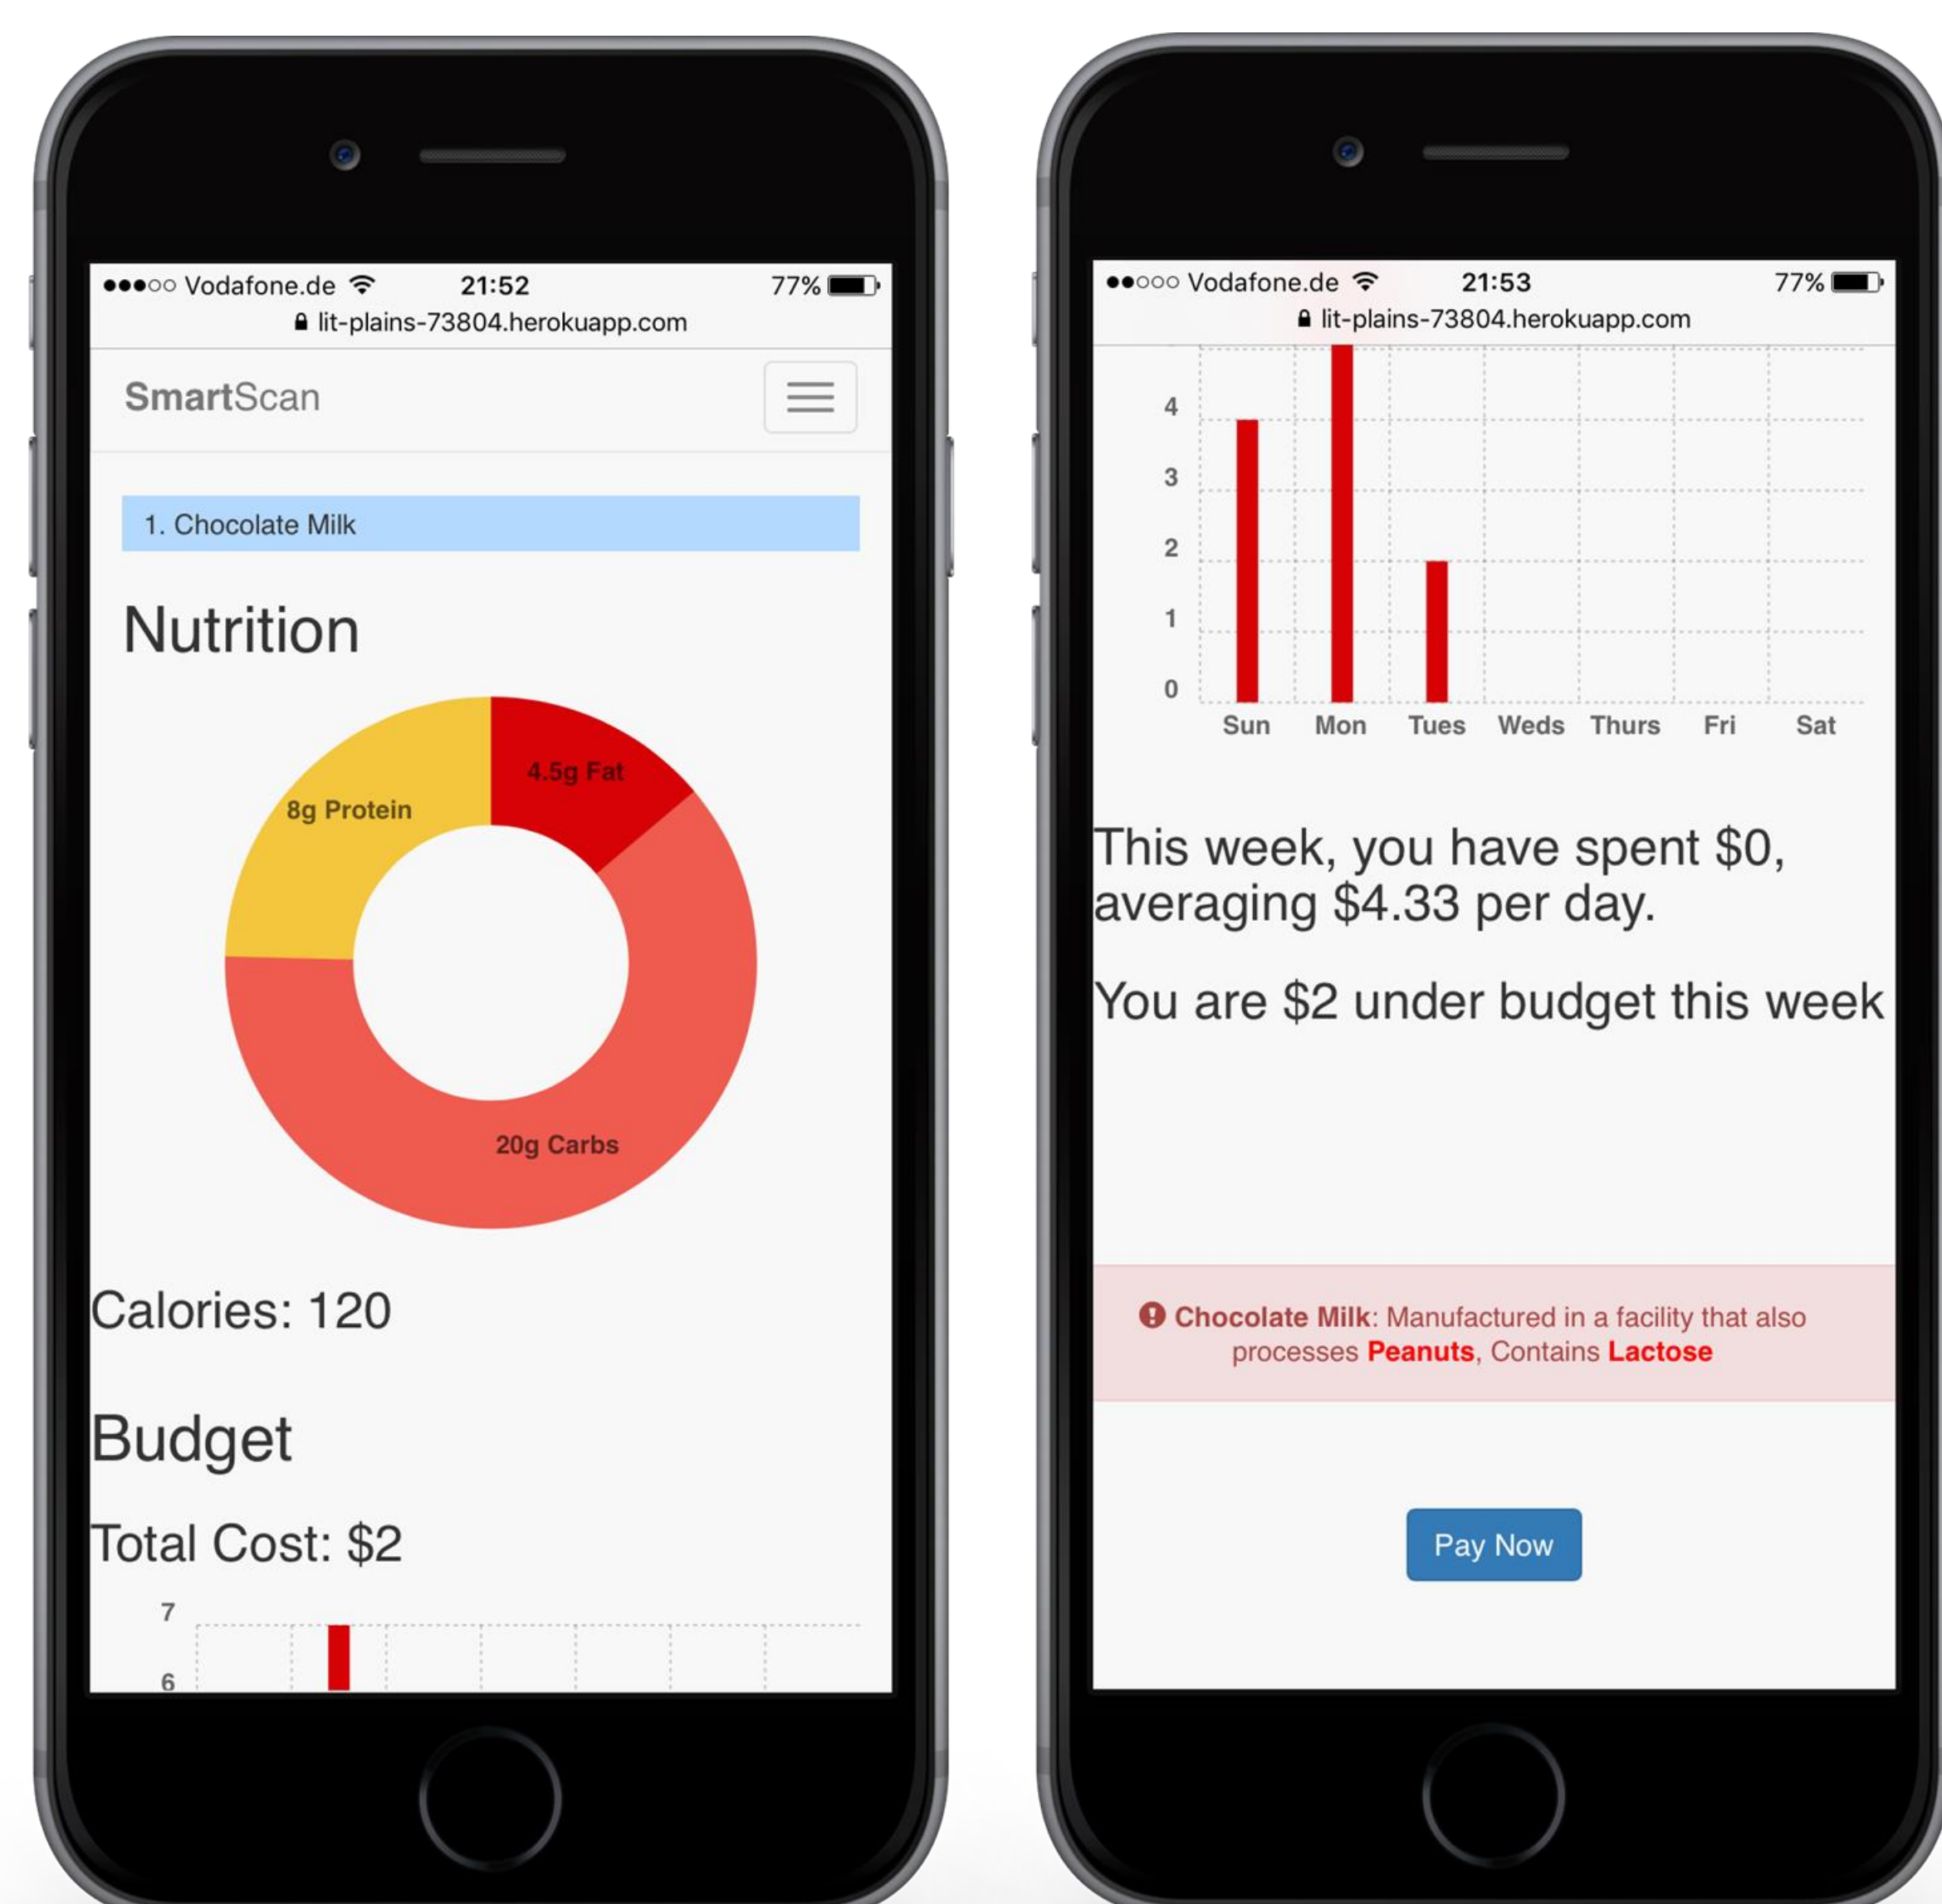 Vodafone.de 21:52 77%
lit-plains-73804.herokuapp.com
SmartScan
1. Chocolate Milk
Nutrition
4.5g Fat
8g Protein
20g Carbs
Calories: 120
Budget
Total Cost: $2
7
6
Vodafone.de 21:53 77%
lit-plains-73804.herokuapp.com
4
3
2
1
0
Sun Mon Tues Weds Thurs Fri Sat
This week, you have spent $0,
averaging $4.33 per day.
You are $2 under budget this week
Chocolate Milk: Manufactured in a facility that also
processes Peanuts, Contains Lactose
Pay Now